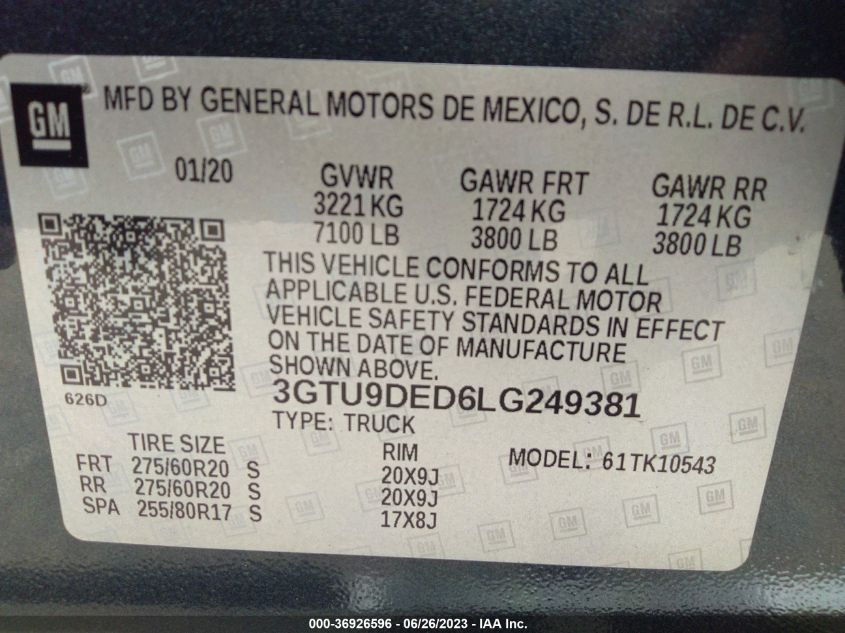 GM
MFD BY GENERAL MOTORS DE MEXICO, S. DE R.L. DE C.V.
01/20 GVWR GAWR FRT GAWR RR
3221 KG 1724 KG 1724 KG
7100 LB 3800 LB 3800 LB
THIS VEHICLE CONFORMS TO ALL
APPLICABLE U.S. FEDERAL MOTOR
VEHICLE SAFETY STANDARDS IN EFFECT
ON THE DATE OF MANUFACTURE
SHOWN ABOVE.
626D
3GTU9DED6LG249381
TYPE: TRUCK
TIRE SIZE RIM MODEL: 61TK10543
FRT 275/60R20 S 20X9J
RR 275/60R20 S 20X9J
SPA 255/80R17 S 17X8J
000-36926596 - 06/26/2023 - IAA Inc.